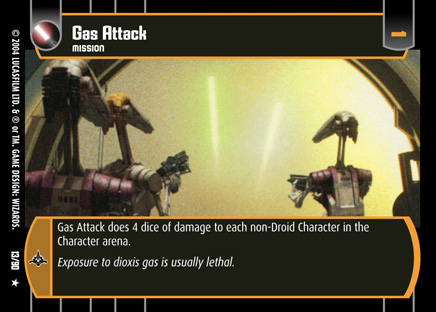 Gas Attack
MISSION
1
Gas Attack does 4 dice of damage to each non-Droid Character in the
Character arena.
Exposure to dioxis gas is usually lethal.
© 2004 LUCASFILM LTD. & ® or TM. GAME DESIGN: WIZARDS.
13/90